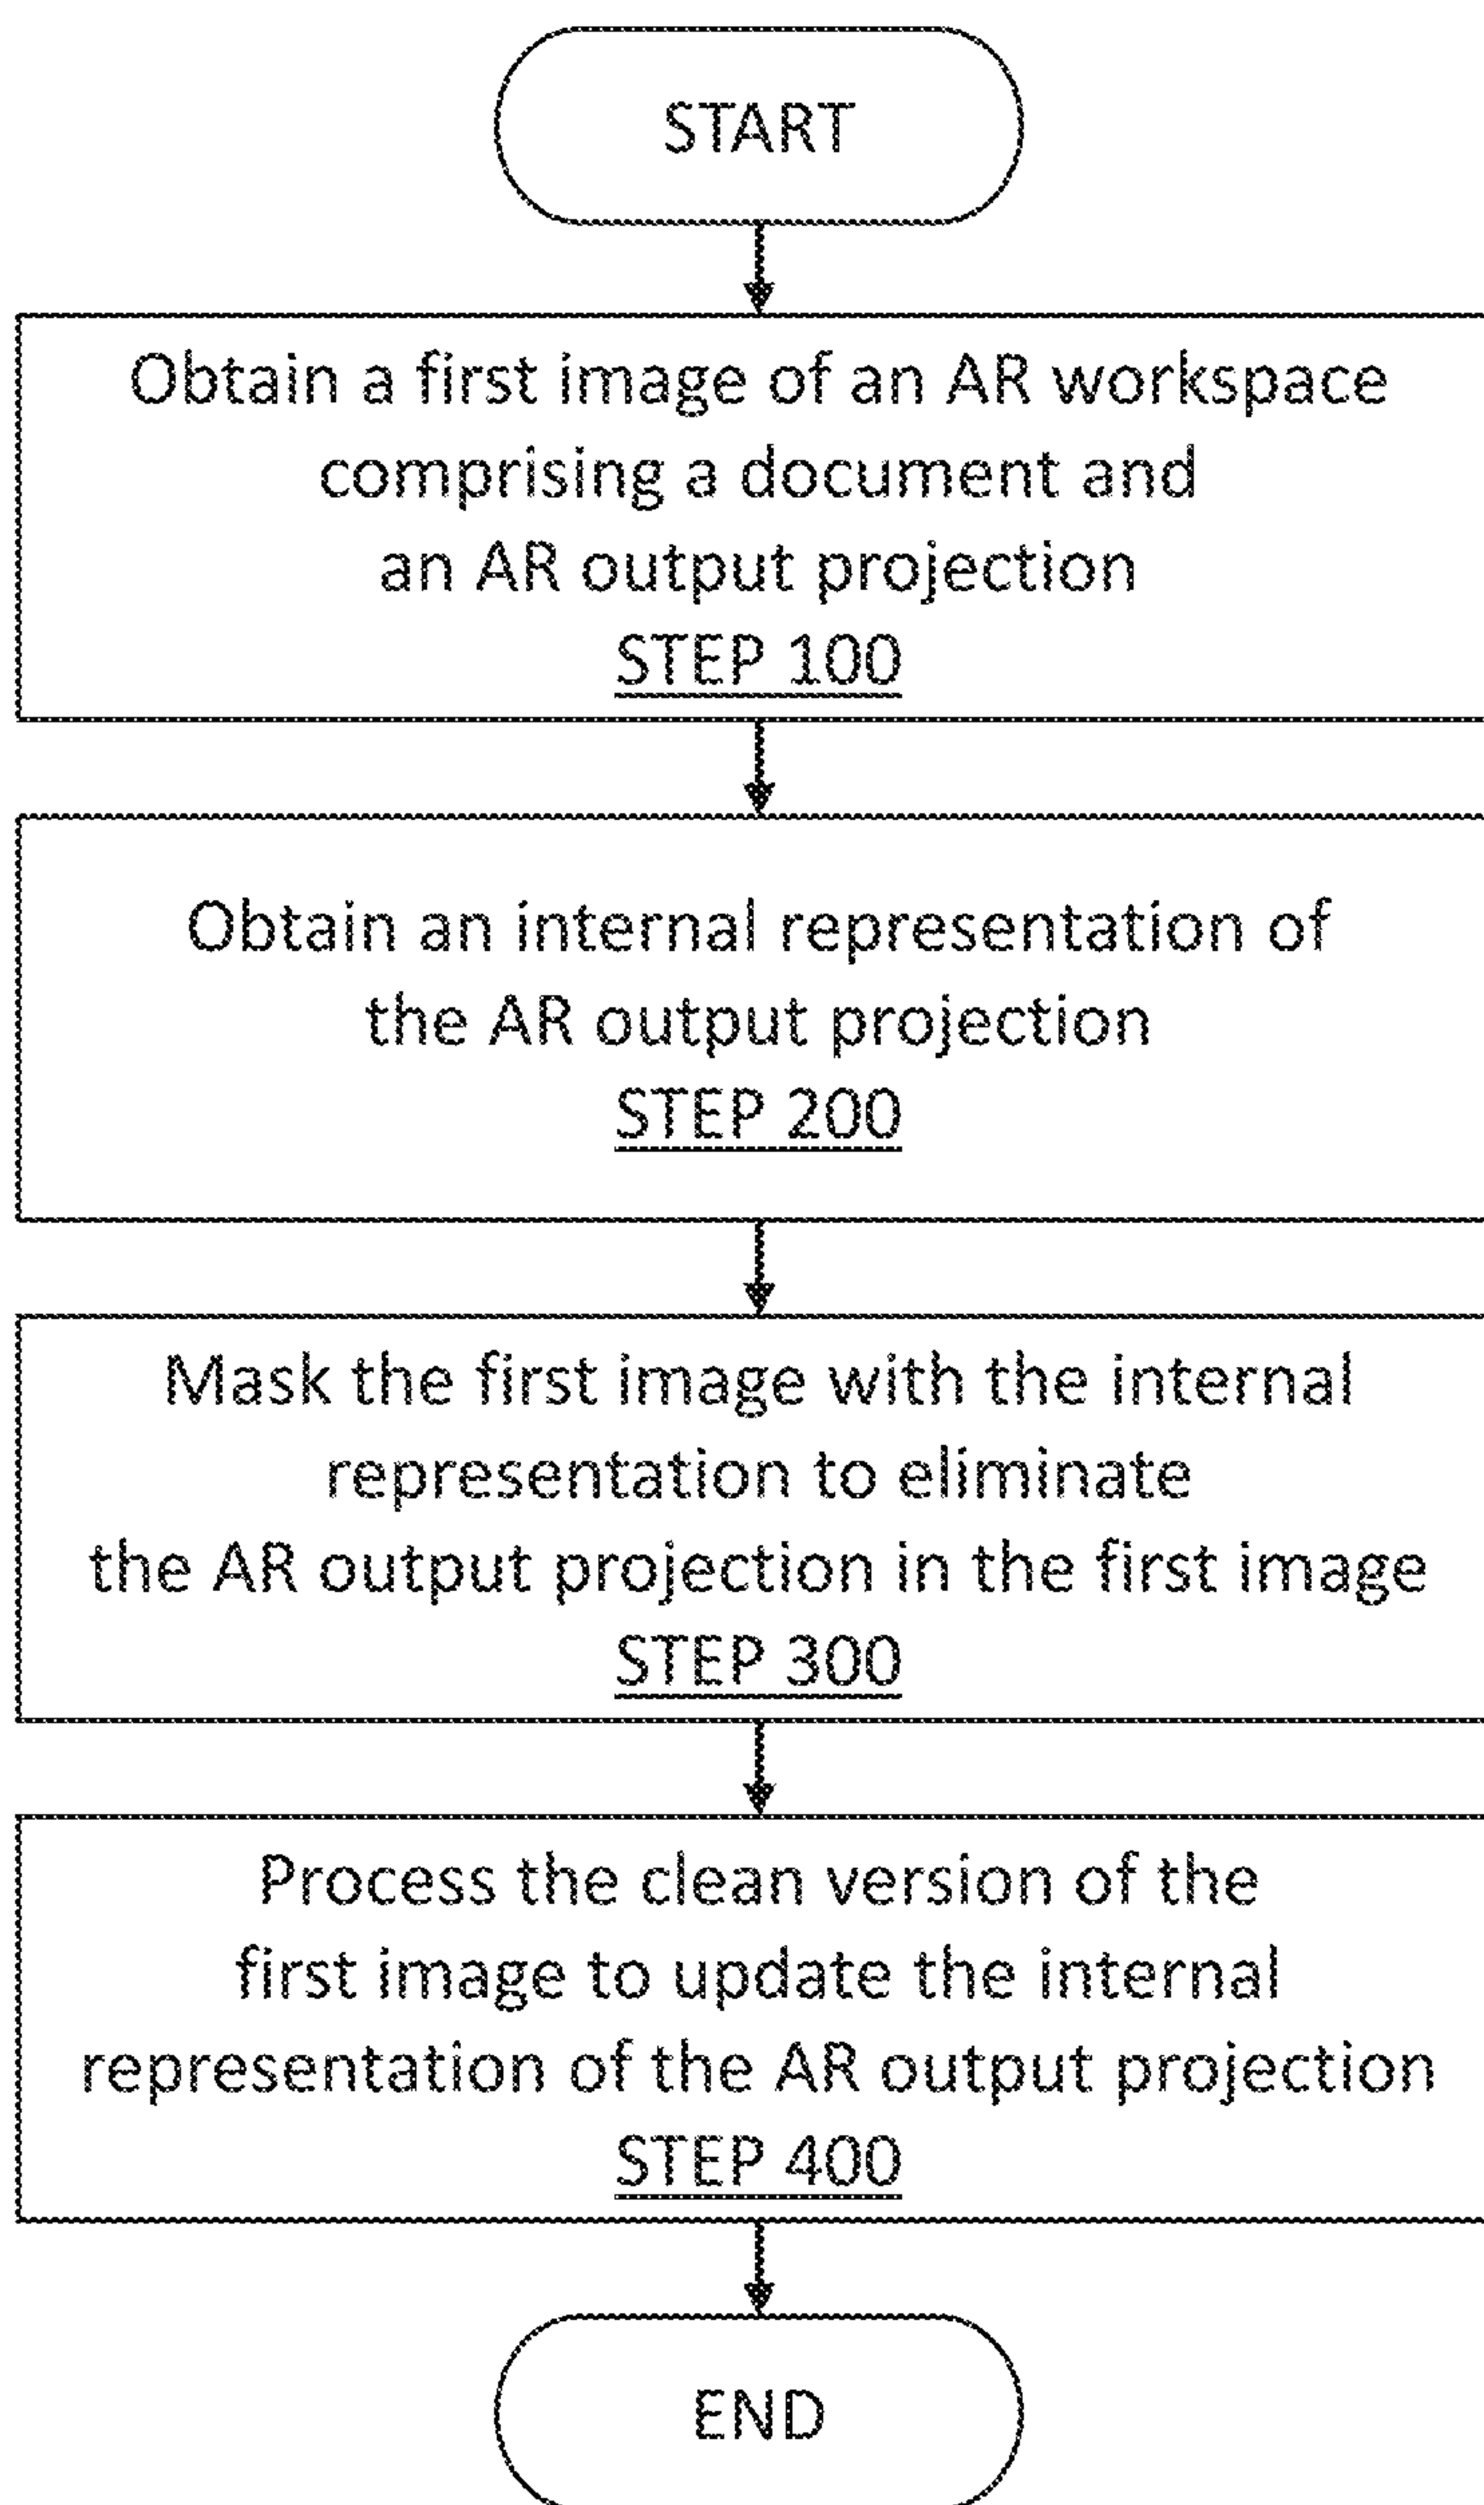 START
Obtain a first image of an AR workspace
comprising a document and
an AR output projection
STEP 100
Obtain an internal representation of
the AR output projection
STEP 200
Mask the first image with the internal
representation to eliminate
the AR output projection in the first image
STEP 300
Process the clean version of the
first image to update the internal
representation of the AR output projection
STEP 400
END